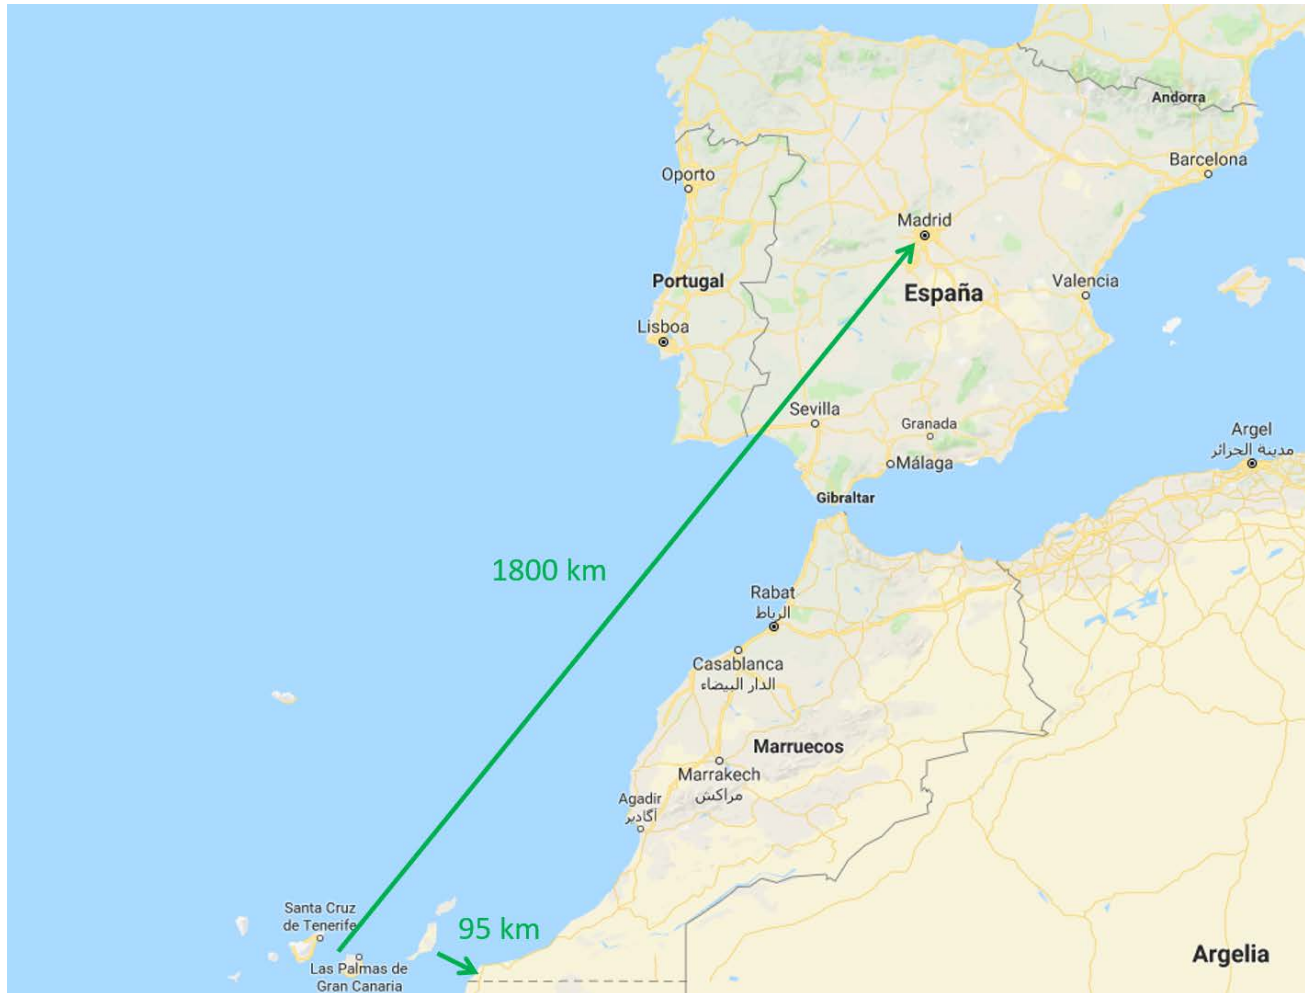 Andorra
Barcelona
Oporto
Madrid
Portugal
España
Valencia
Lisboa
Sevilla
Granada
Málaga
Argel
مدينة الجزائر
Gibraltar
1800 km
Rabat
الرباط
Casablanca
الدار البيضاء
Marruecos
Marrakech
مراكش
Agadir
أگادير
Santa Cruz
de Tenerife
95 km
Las Palmas de
Gran Canaria
Argelia